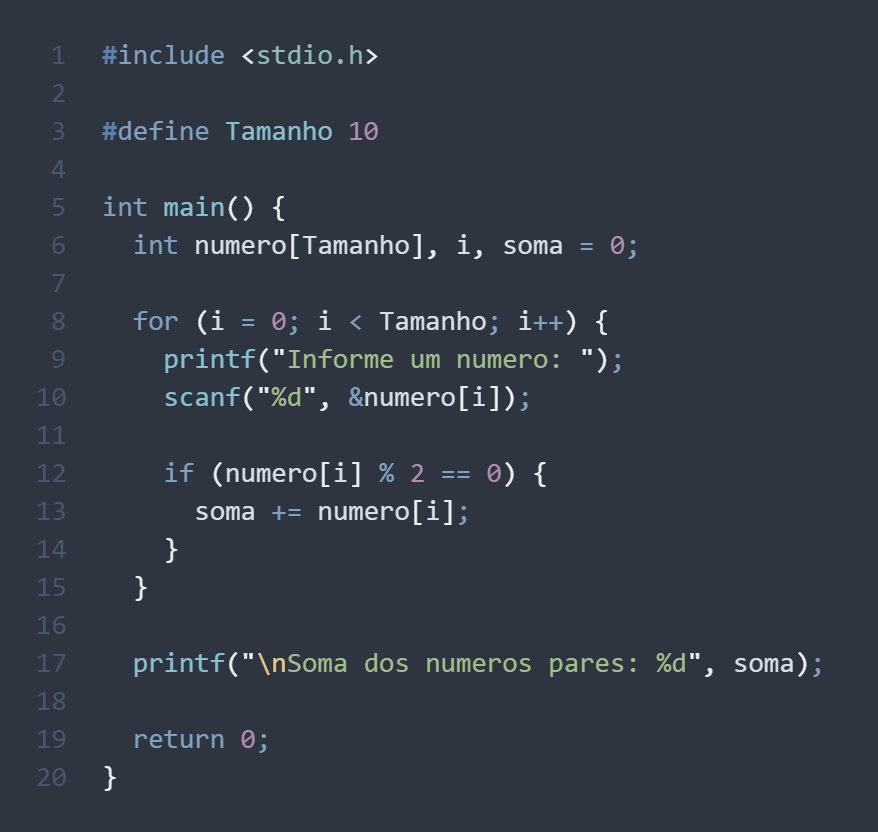 1 #include <stdio.h>
2
3 #define Tamanho 10
4
5 int main() {
6   int numero[Tamanho], i, soma = 0;
7
8   for (i = 0; i < Tamanho; i++) {
9     printf("Informe um numero: ");
10     scanf("%d", &numero[i]);
11
12     if (numero[i] % 2 == 0) {
13       soma += numero[i];
14     }
15   }
16
17   printf("\nSoma dos numeros pares: %d", soma);
18
19   return 0;
20 }